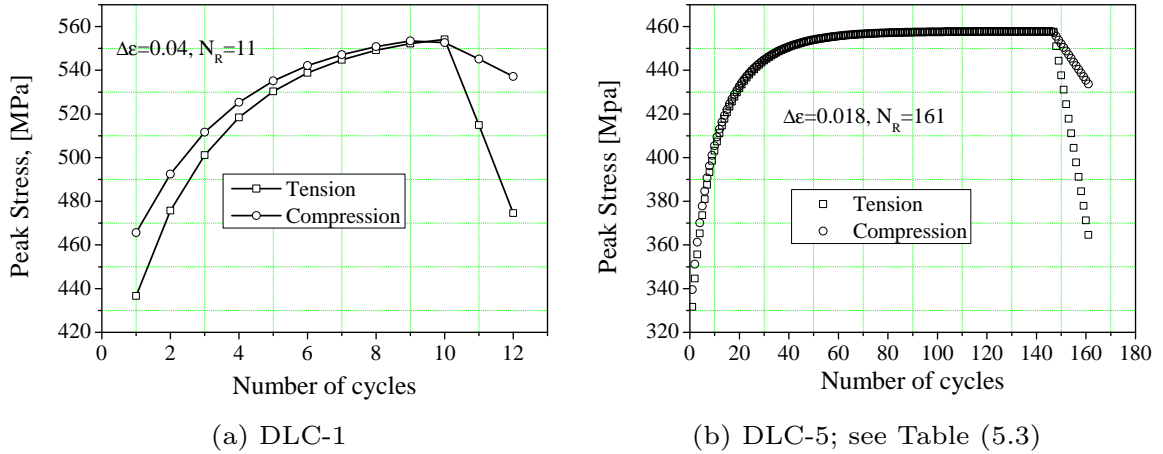 560
540
520
500
480
460
440
420
Peak Stress, [MPa]
Δε=0.04, N_R=11
Tension
Compression
0 2 4 6 8 10 12
Number of cycles
(a) DLC-1
460
440
420
400
380
360
340
320
Peak Stress [Mpa]
Δε=0.018, N_R=161
Tension
Compression
0 20 40 60 80 100 120 140 160 180
Number of cycles
(b) DLC-5; see Table (5.3)